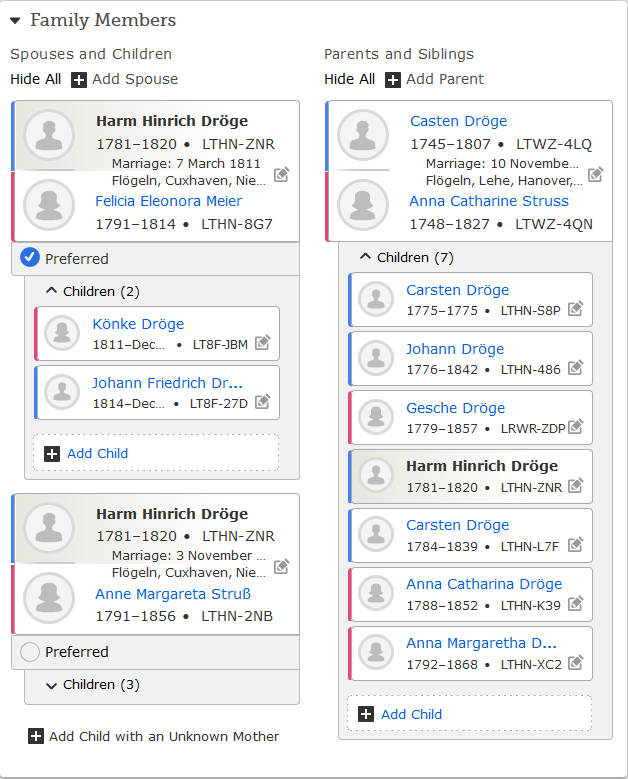 Family Members
Spouses and Children
Hide All Add Spouse
Harm Hinrich Dröge
1781–1820 • LTHN-ZNR
Marriage: 7 March 1811
Flögeln, Cuxhaven, Nie...
Felicia Eleonora Meier
1791–1814 • LTHN-8G7
Preferred
Children (2)
Könke Dröge
1811–Dec... • LT8F-JBM
Johann Friedrich Dr...
1814–Dec... • LT8F-27D
Add Child
Harm Hinrich Dröge
1781–1820 • LTHN-ZNR
Marriage: 3 November ...
Flögeln, Cuxhaven, Nie...
Anne Margareta Struß
1791–1856 • LTHN-2NB
Preferred
Children (3)
Add Child with an Unknown Mother
Parents and Siblings
Hide All Add Parent
Casten Dröge
1745–1807 • LTWZ-4LQ
Marriage: 10 Novembe...
Flögeln, Lehe, Hanover,...
Anna Catharine Struss
1748–1827 • LTWZ-4QN
Children (7)
Carsten Dröge
1775–1775 • LTHN-S8P
Johann Dröge
1776–1842 • LTHN-486
Gesche Dröge
1779–1857 • LRWR-ZDP
Harm Hinrich Dröge
1781–1820 • LTHN-ZNR
Carsten Dröge
1784–1839 • LTHN-L7F
Anna Catharina Dröge
1788–1852 • LTHN-K39
Anna Margaretha D...
1792–1868 • LTHN-XC2
Add Child